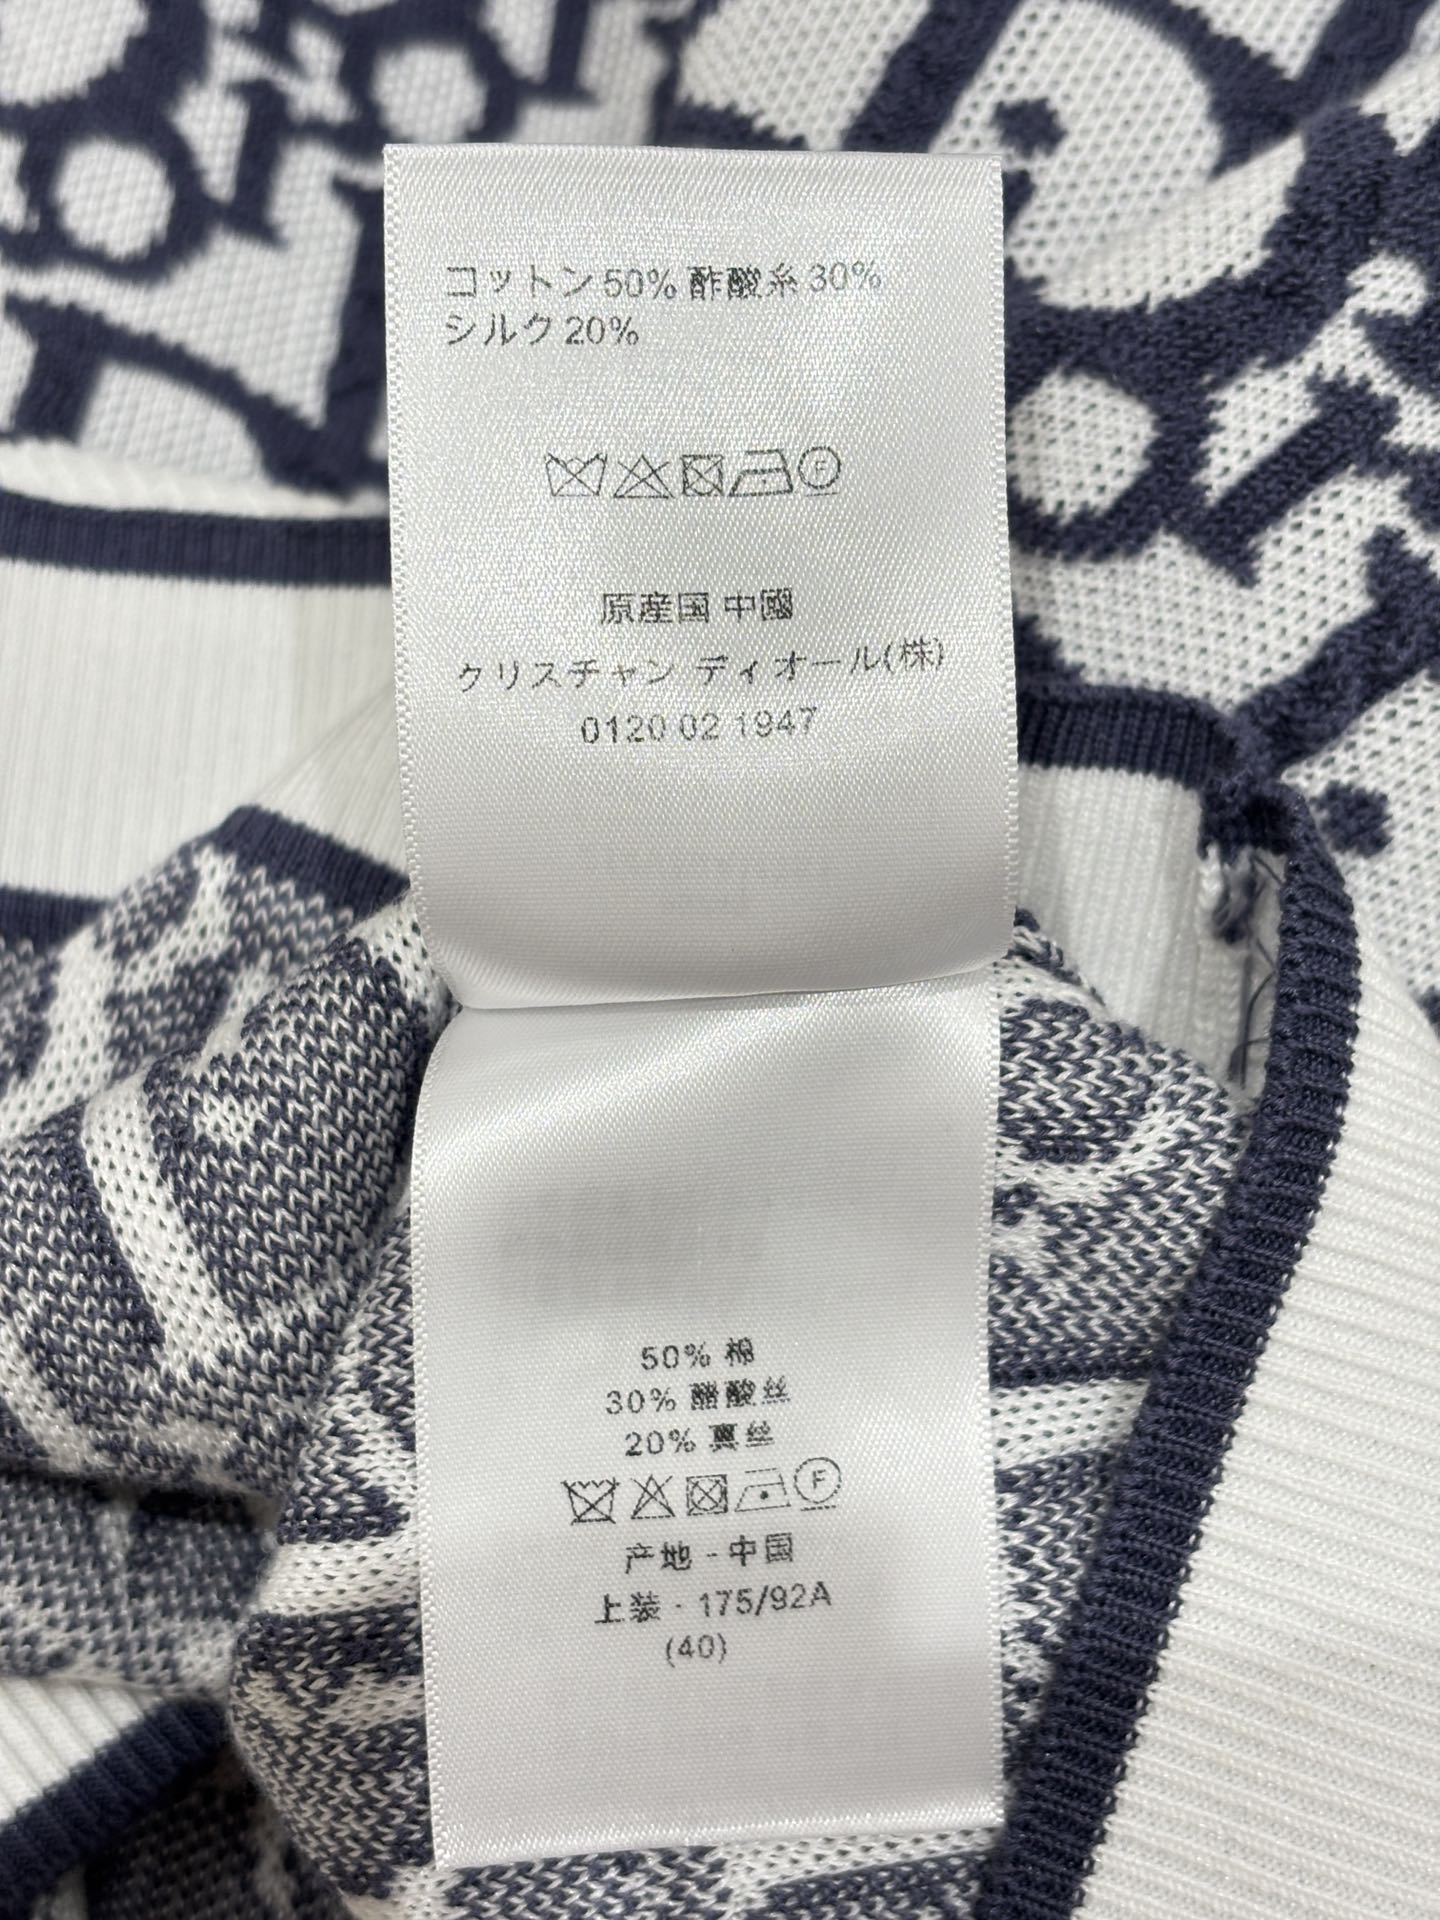 コットン 50% 酢酸糸 30%
シルク 20%
F
原産国 中國
クリスチャン ディオール(株)
0120 02 1947
50% 棉
30% 醋酸丝
20% 真丝
F
产地 - 中国
上装 - 175/92A
(40)